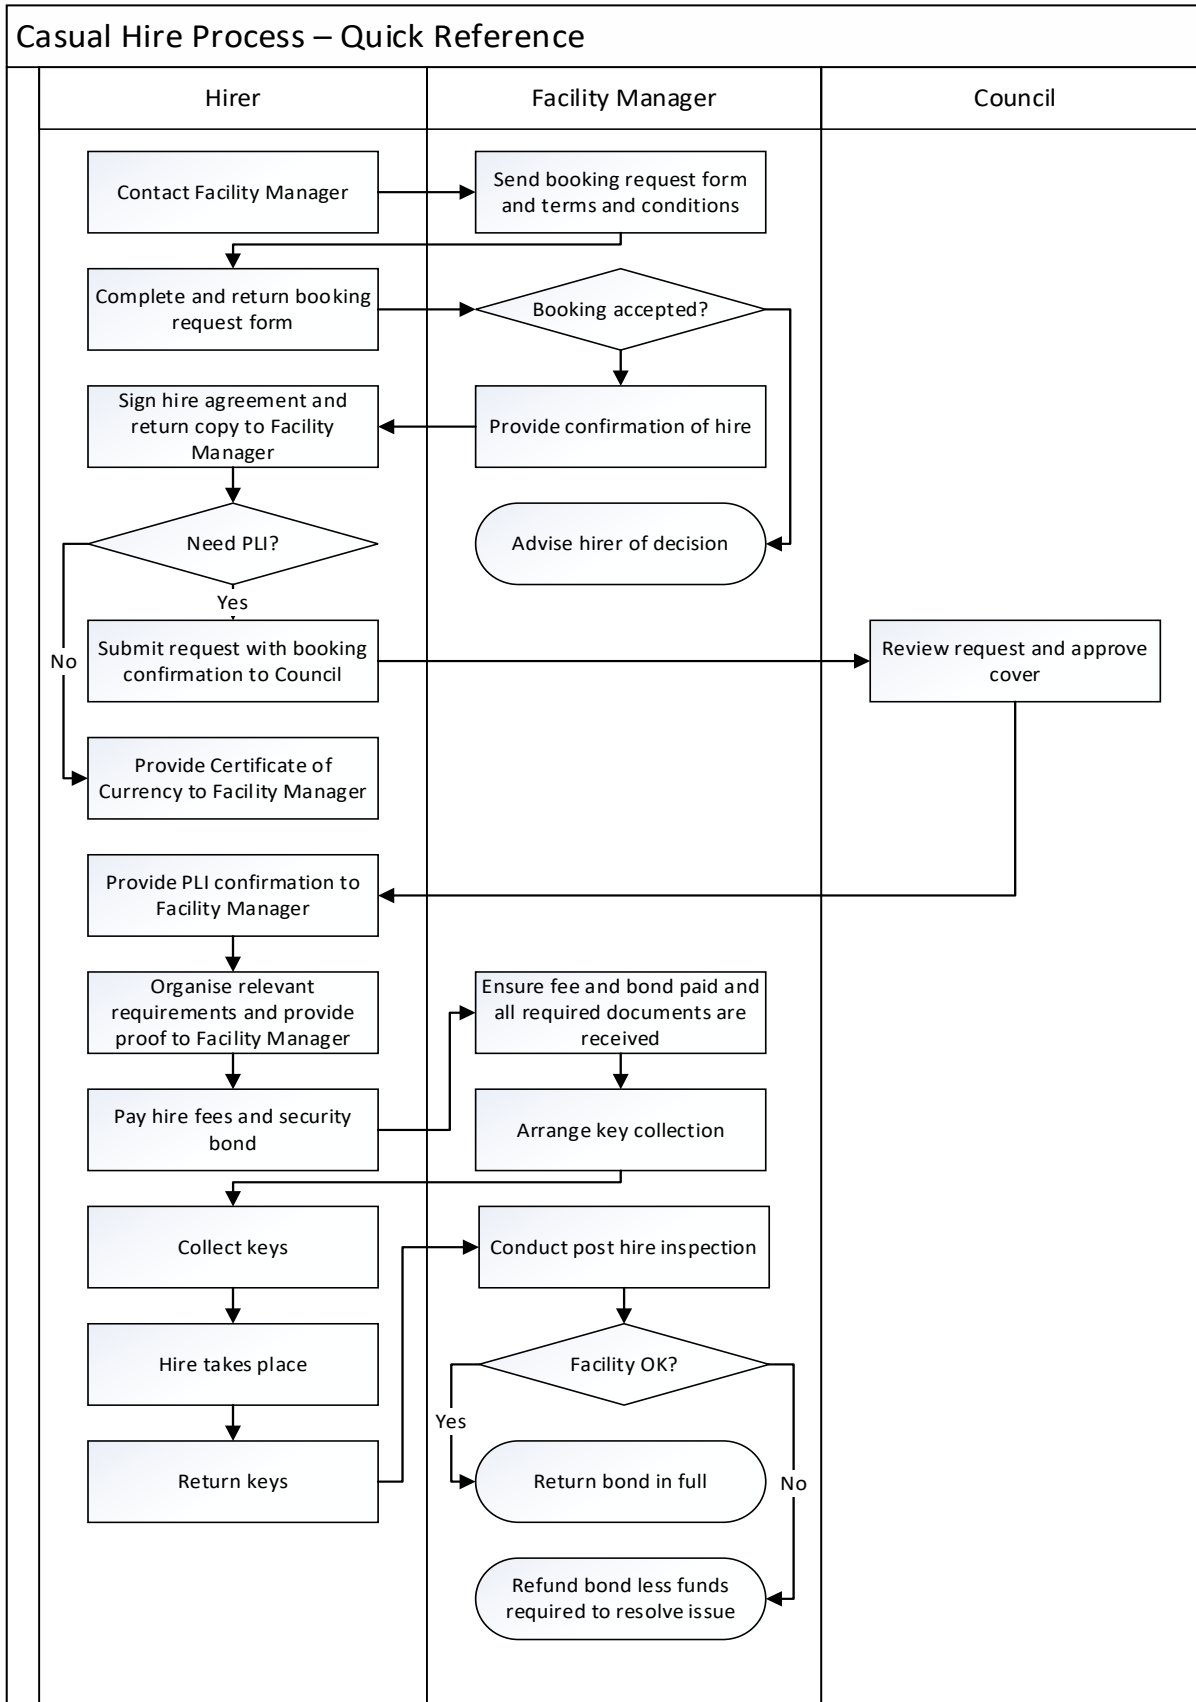 Casual Hire Process – Quick Reference
Hirer
Facility Manager
Council
Contact Facility Manager
Send booking request form
and terms and conditions
Complete and return booking
request form
Booking accepted?
Sign hire agreement and
return copy to Facility
Manager
Provide confirmation of hire
Need PLI?
Advise hirer of decision
Yes
No
Submit request with booking
confirmation to Council
Review request and approve
cover
Provide Certificate of
Currency to Facility Manager
Provide PLI confirmation to
Facility Manager
Organise relevant
requirements and provide
proof to Facility Manager
Ensure fee and bond paid and
all required documents are
received
Pay hire fees and security
bond
Arrange key collection
Collect keys
Conduct post hire inspection
Hire takes place
Facility OK?
Yes
Return keys
Return bond in full
No
Refund bond less funds
required to resolve issue